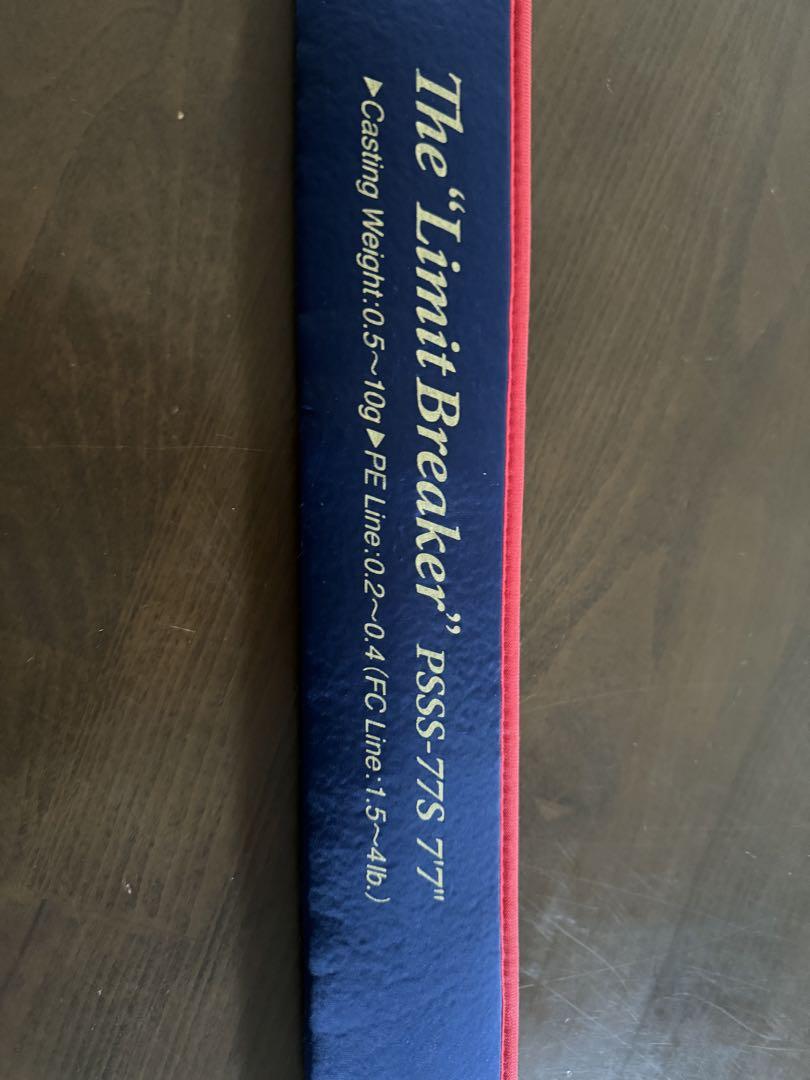 The “Limit Breaker” PSSS-77S 7'7"
▶Casting Weight:0.5～10g▶PE Line:0.2～0.4(FC Line:1.5～4lb.)